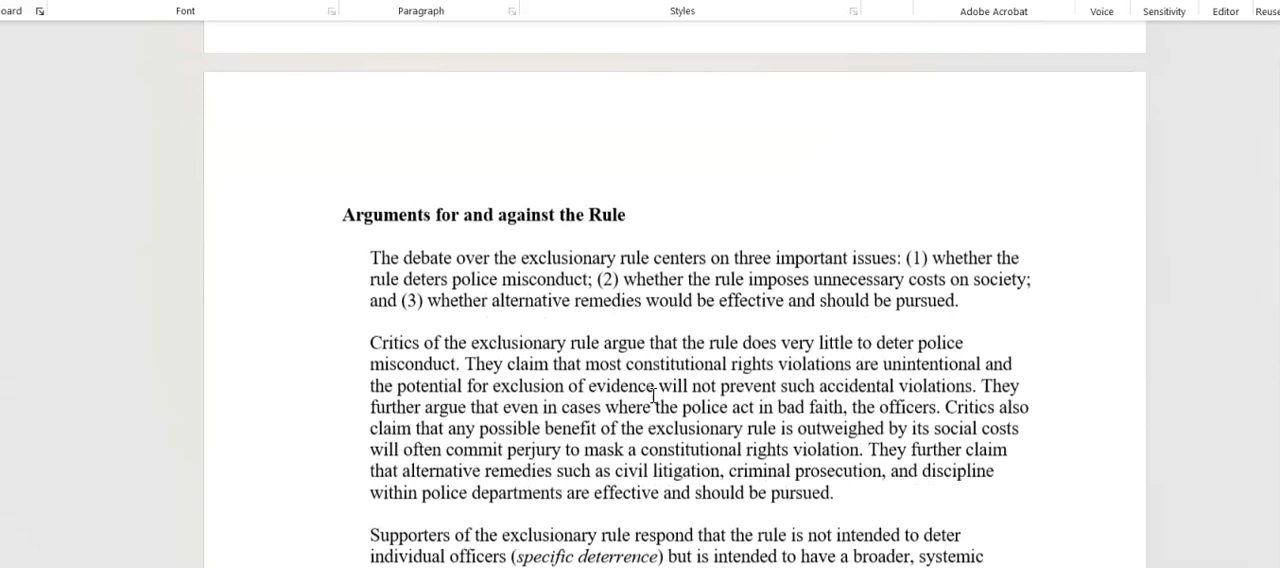 oard Font Paragraph Styles Adobe Acrobat Voice Sensitivity Editor Reuse
Arguments for and against the Rule
The debate over the exclusionary rule centers on three important issues: (1) whether the
rule deters police misconduct; (2) whether the rule imposes unnecessary costs on society;
and (3) whether alternative remedies would be effective and should be pursued.
Critics of the exclusionary rule argue that the rule does very little to deter police
misconduct. They claim that most constitutional rights violations are unintentional and
the potential for exclusion of evidence will not prevent such accidental violations. They
further argue that even in cases where the police act in bad faith, the officers. Critics also
claim that any possible benefit of the exclusionary rule is outweighed by its social costs
will often commit perjury to mask a constitutional rights violation. They further claim
that alternative remedies such as civil litigation, criminal prosecution, and discipline
within police departments are effective and should be pursued.
Supporters of the exclusionary rule respond that the rule is not intended to deter
individual officers (specific deterrence) but is intended to have a broader, systemic